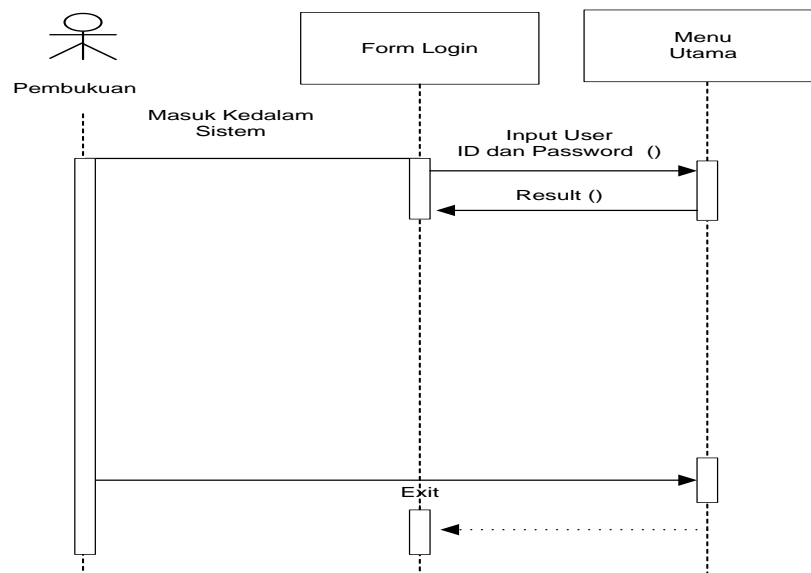 Form Login
Menu
Utama
Pembukuan
Masuk Kedalam
Sistem
Input User
ID dan Password ()
Result ()
Exit